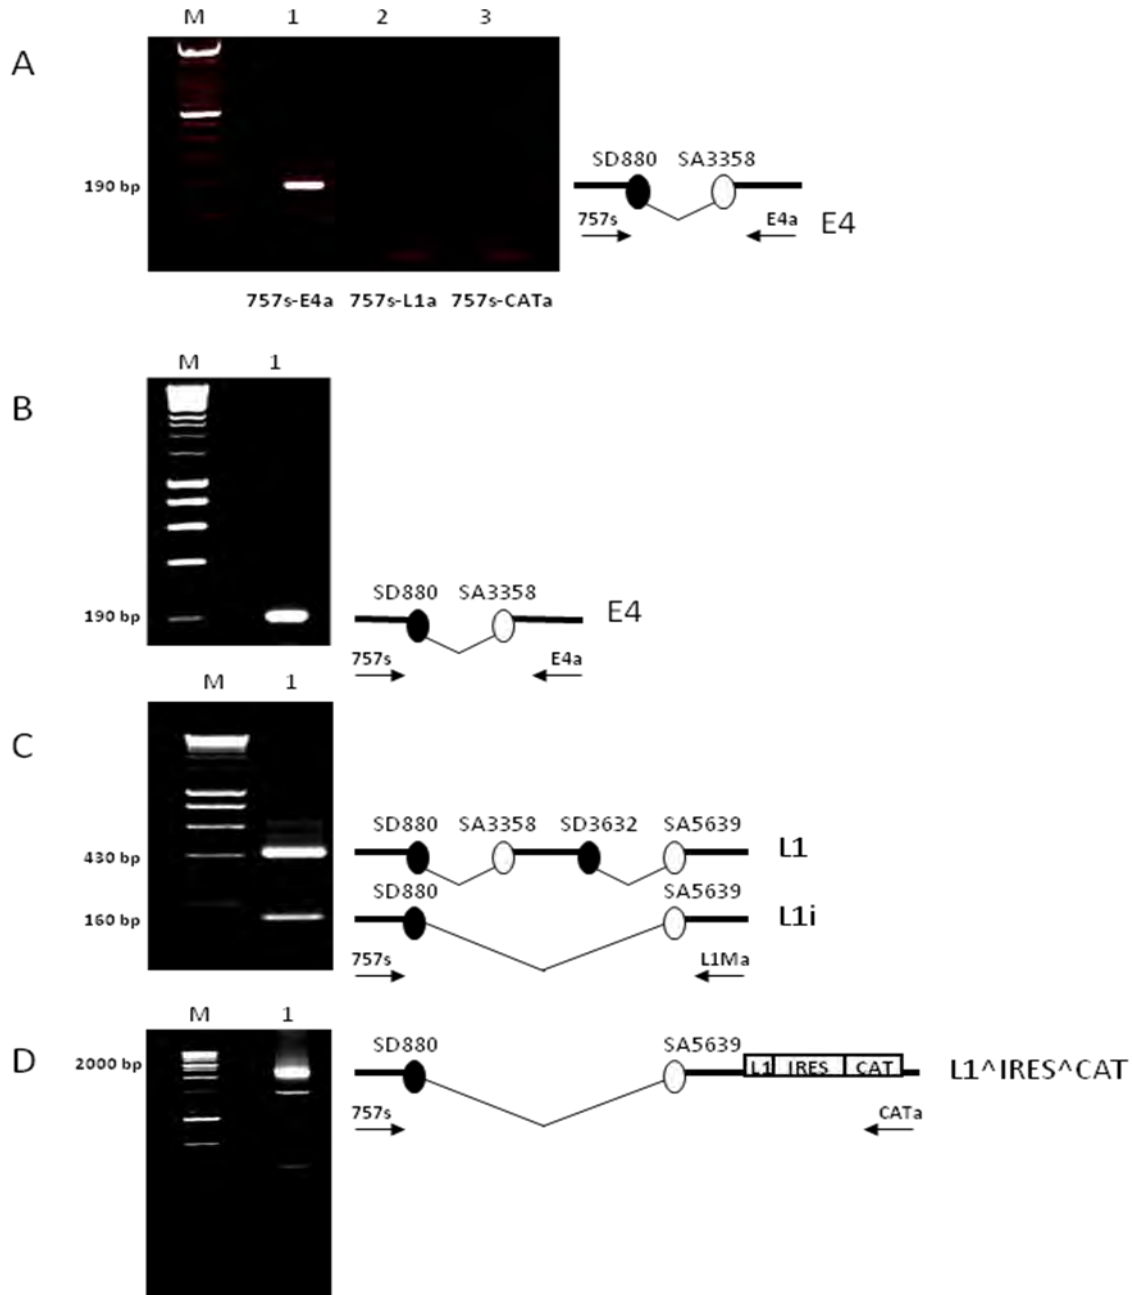 M 1 2 3
A
SD880 SA3358
190 bp
757s E4a E4
757s-E4a 757s-L1a 757s-CATa
M 1
B
SD880 SA3358
190 bp
E4
757s E4a
M 1
C
SD880 SA3358 SD3632 SA5639
430 bp
L1
SD880 SA5639
160 bp
L1i
757s L1Ma
M 1
D
SD880 SA5639
2000 bp
L1 IRES CAT
L1^IRES^CAT
757s CATa